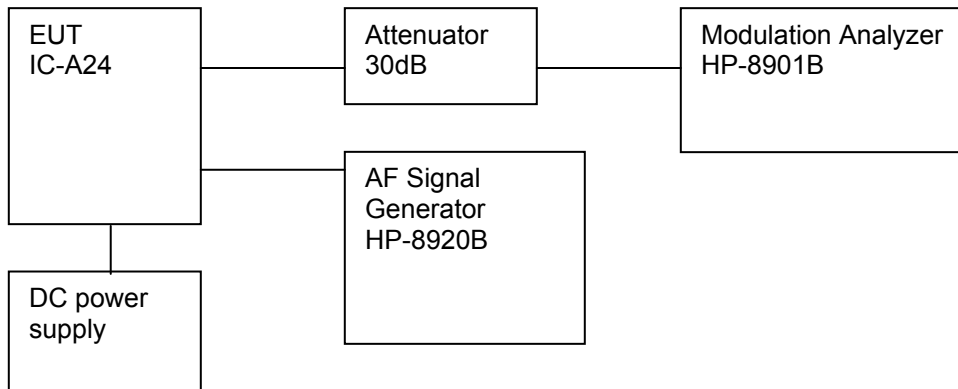 EUT
IC-A24
Attenuator
30dB
Modulation Analyzer
HP-8901B
AF Signal
Generator
HP-8920B
DC power
supply